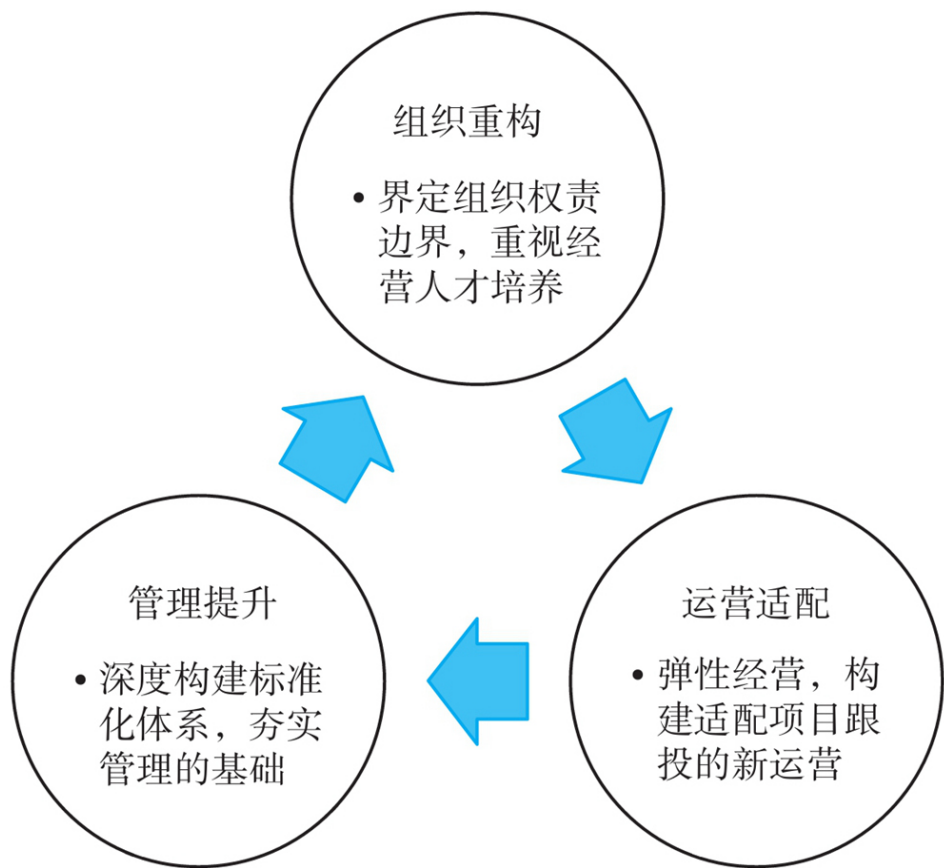 组织重构
• 界定组织权责
边界，重视经
营人才培养
管理提升
• 深度构建标准
化体系，夯实
管理的基础
运营适配
• 弹性经营，构
建适配项目跟
投的新运营